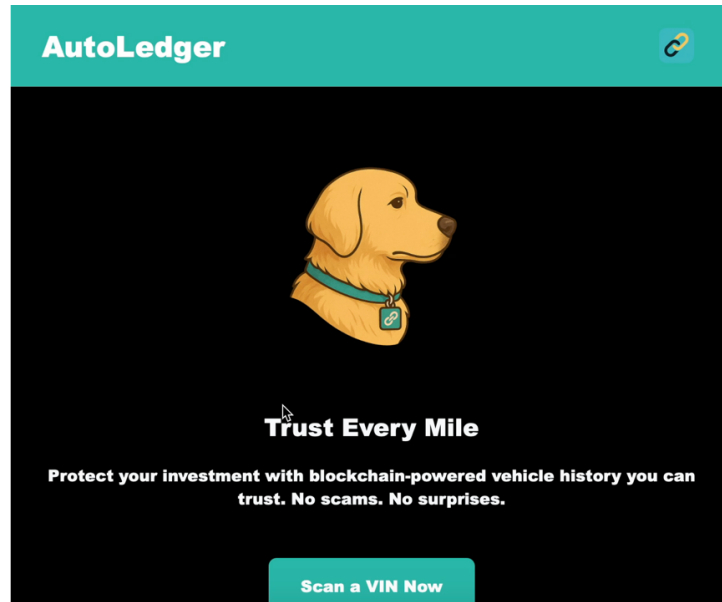 AutoLedger
Trust Every Mile
Protect your investment with blockchain-powered vehicle history you can
trust. No scams. No surprises.
Scan a VIN Now